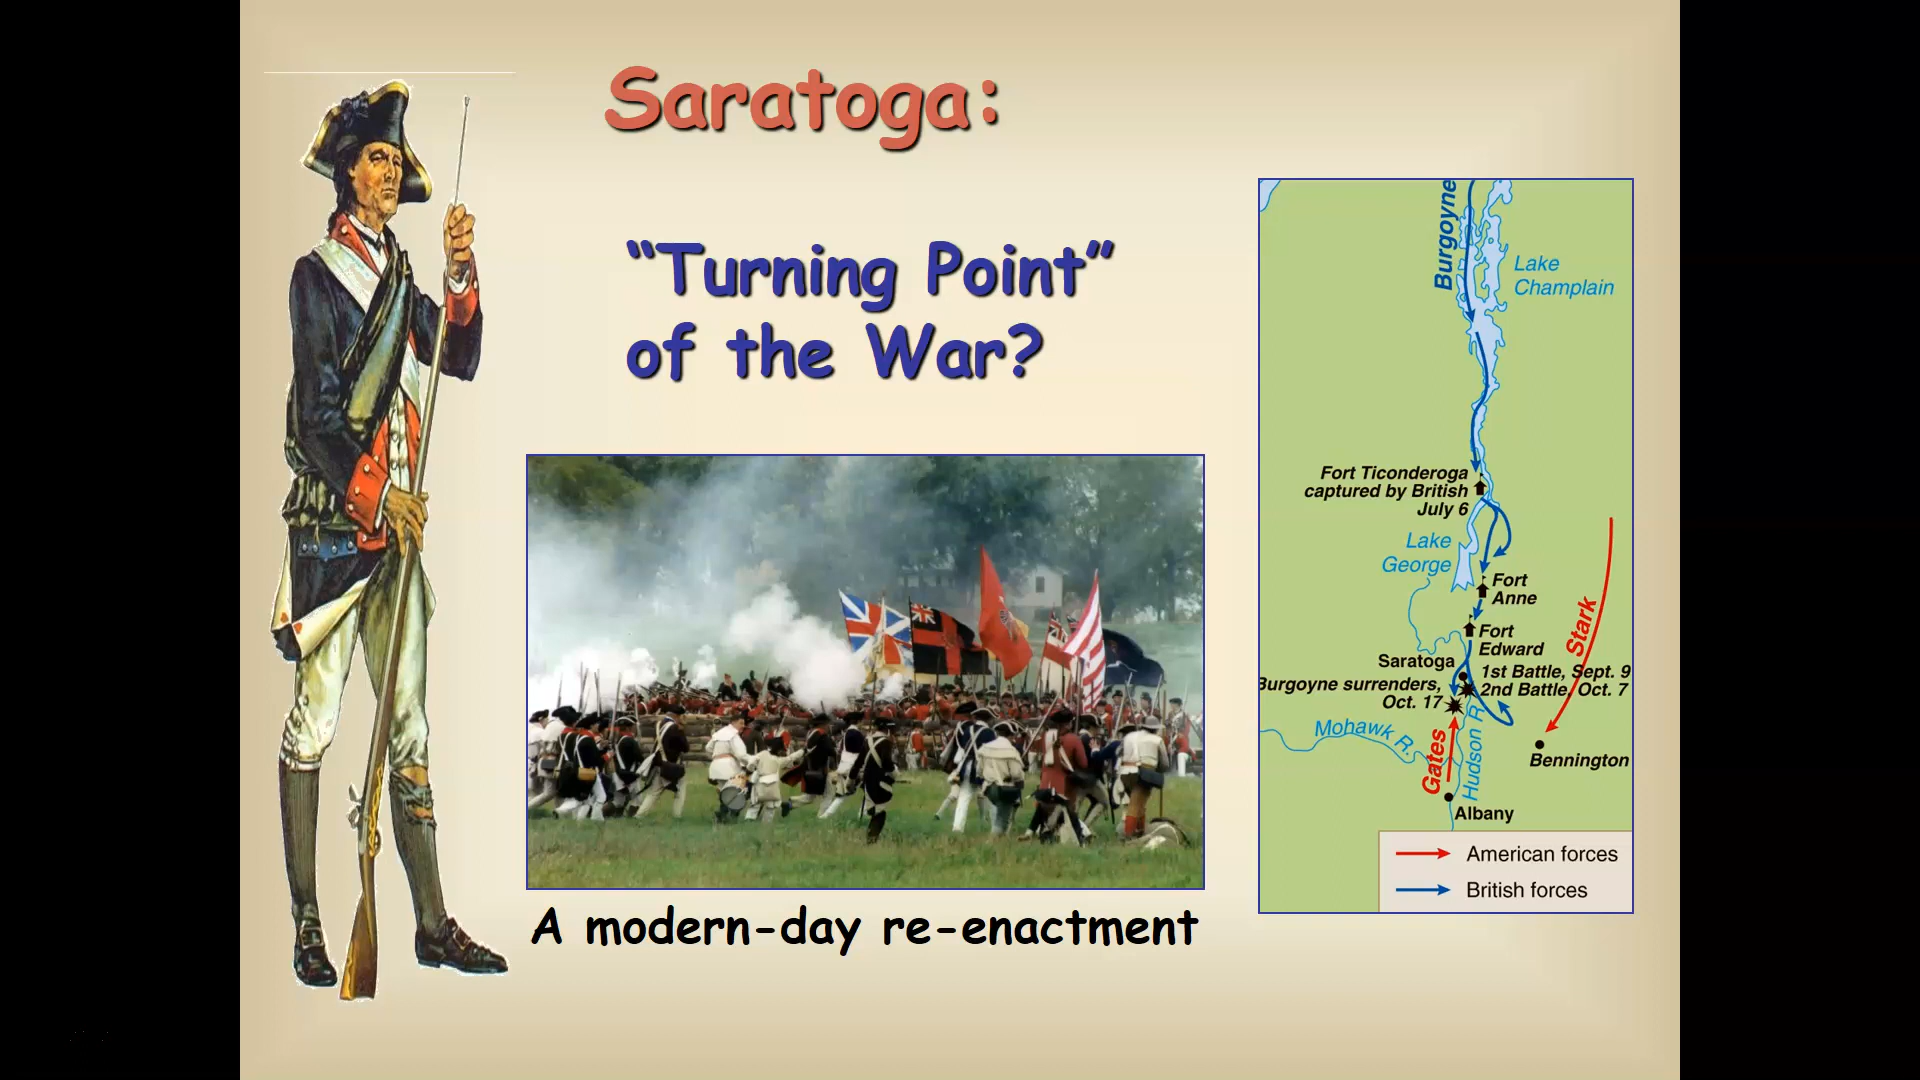 Saratoga:
“Turning Point”
of the War?
A modern-day re-enactment
Burgoyne
Lake
Champlain
Fort Ticonderoga
captured by British
July 6
Lake
George
Fort
Anne
Fort
Edward
Stark
Saratoga
1st Battle, Sept. 9
2nd Battle, Oct. 7
Burgoyne surrenders,
Oct. 17
Mohawk R.
Hudson R.
Gates
Bennington
Albany
American forces
British forces